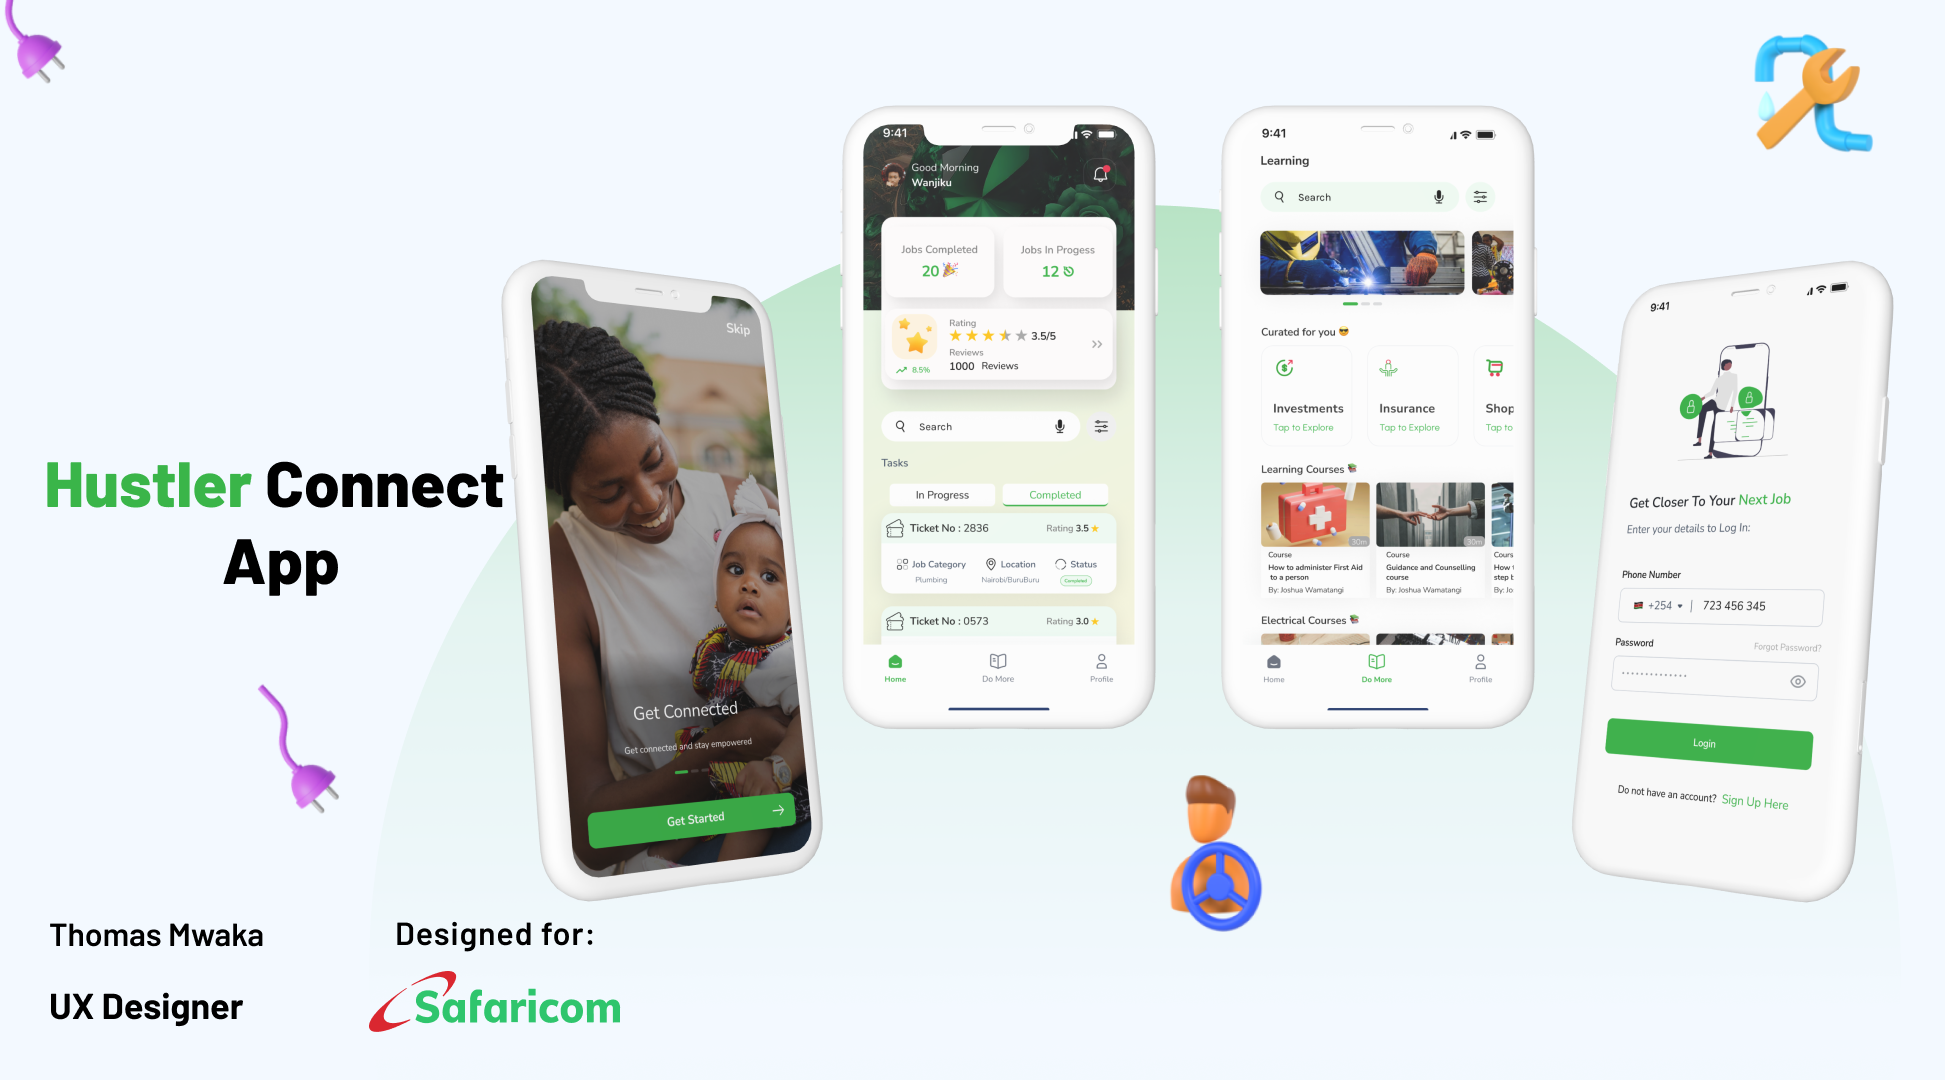 Hustler Connect
App
Thomas Mwaka
UX Designer
Designed for:
Safaricom
Skip
Get Connected
Get connected and stay empowered
Get Started
9:41
Good Morning
Wanjiku
Jobs Completed
20
Jobs In Progess
12
Rating
3.5/5
Reviews
1000 Reviews
8.5%
Search
Tasks
In Progress
Completed
Ticket No : 2836
Rating 3.5
Job Category
Location
Status
Plumbing
Nairobi/BuruBuru
Completed
Ticket No : 0573
Rating 3.0
Home
Do More
Profile
9:41
Learning
Search
Curated for you
Investments
Tap to Explore
Insurance
Tap to Explore
Shop
Tap to
Learning Courses
30m
30m
Course
How to administer First Aid
to a person
By: Joshua Wamatangi
Course
Guidance and Counselling
course
By: Joshua Wamatangi
Cours
How t
step b
By: Jo
Electrical Courses
Home
Do More
Profile
9:41
Get Closer To Your Next Job
Enter your details to Log In:
Phone Number
+254 | 723 456 345
Password
Forgot Password?
Login
Do not have an account? Sign Up Here